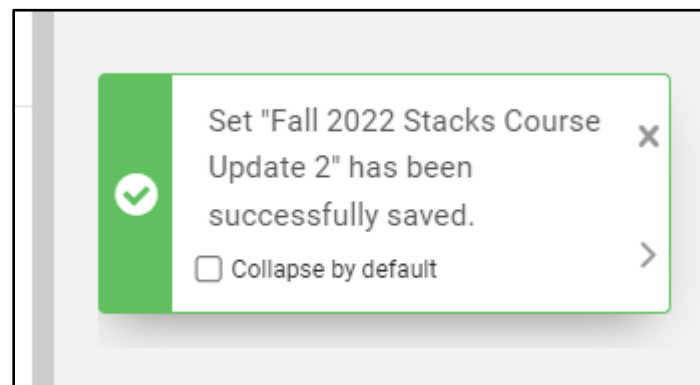 Set "Fall 2022 Stacks Course
Update 2" has been
successfully saved.
Collapse by default